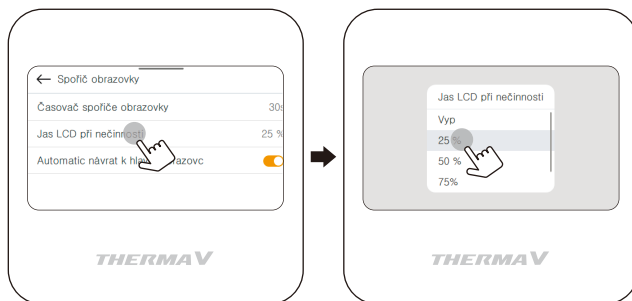 ← Spořič obrazovky
Časovač spořiče obrazovky 30s
Jas LCD při nečinnosti 25 %
Automatic návrat k hlavní obrazovc
THERMA V
Jas LCD při nečinnosti
Vyp
25 %
50 %
75%
THERMA V